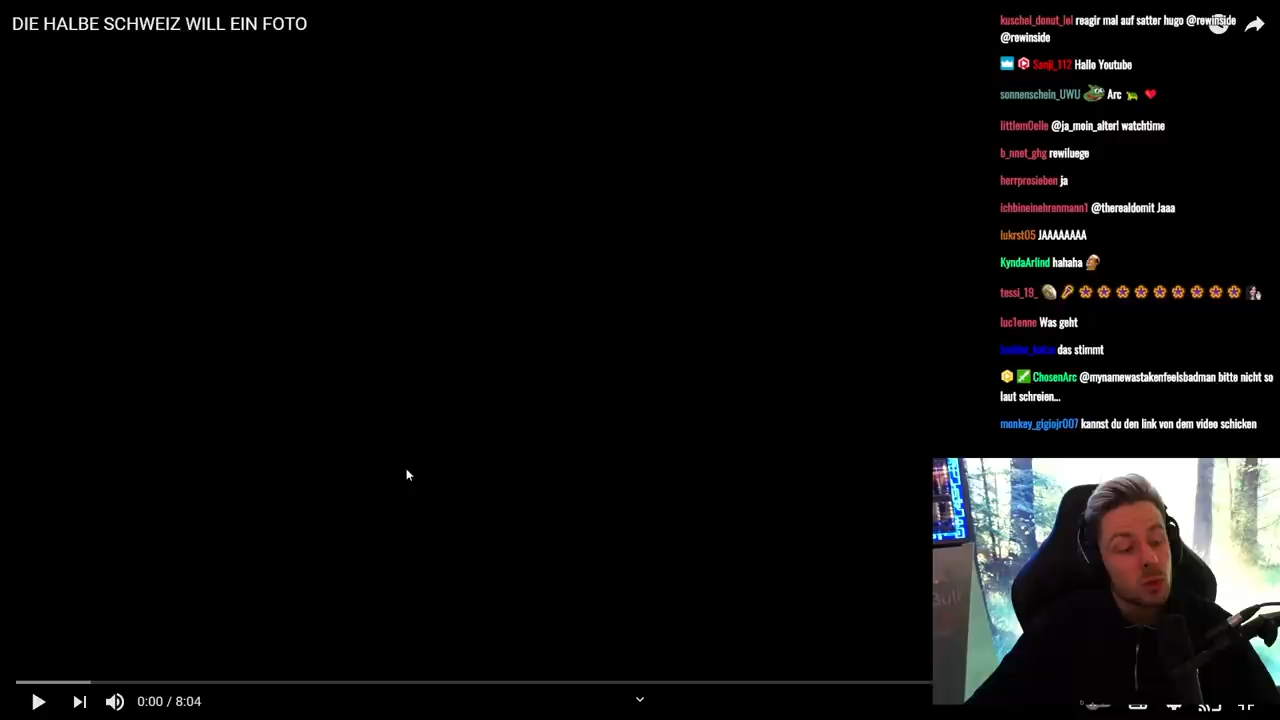 DIE HALBE SCHWEIZ WILL EIN FOTO
kuschel_donut_lol reagir mal auf satter hugo @rewinside
@rewinside
Sanji_112 Hallo Youtube
sonnenschein_UWU Arc
littlem0elle @ja_moin_alter1 watchtime
b_nnet_ghg rewiluege
herrprosieben ja
ichbineinehrenmann1 @therealdomit Jaaa
lukrst05 JAAAAAAAA
KyndaArlind hahaha
tessi_19_
luc1enne Was geht
das stimmt
ChosenArc @mynamewastakenfeelsbadman bitte nicht so
laut schreien...
monkey_gigiojr007 kannst du den link von dem video schicken
Bull
0:00 / 8:04